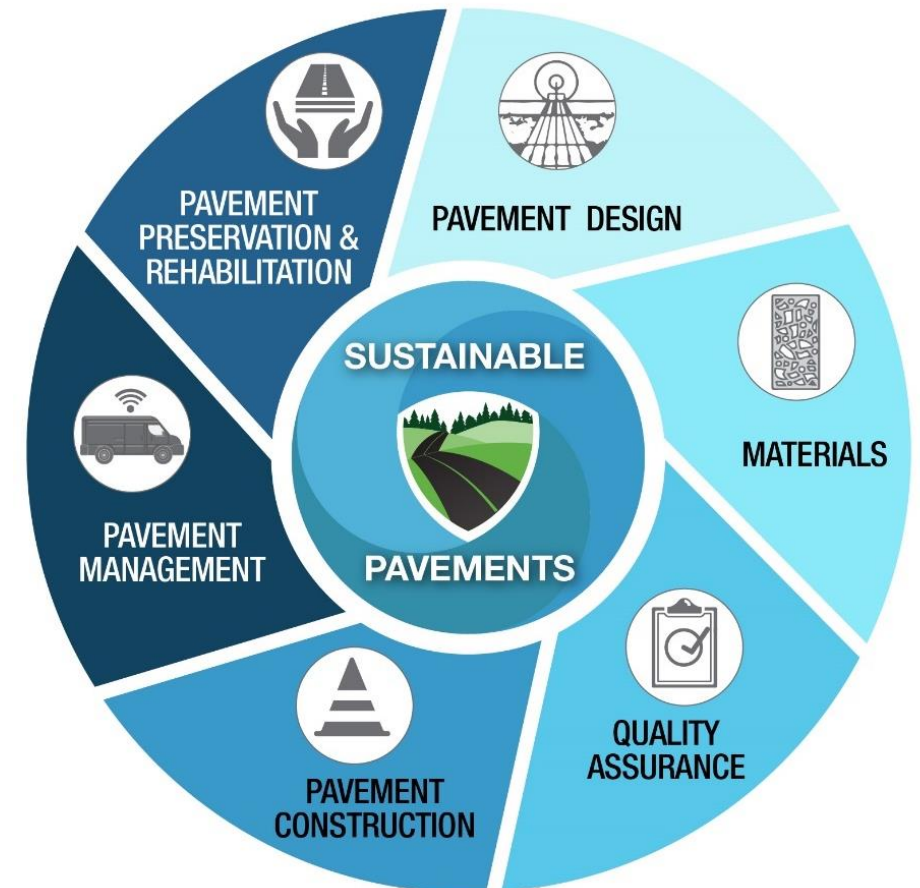 SUSTAINABLE
PAVEMENTS
PAVEMENT DESIGN
MATERIALS
QUALITY
ASSURANCE
PAVEMENT
CONSTRUCTION
PAVEMENT
MANAGEMENT
PAVEMENT
PRESERVATION &
REHABILITATION